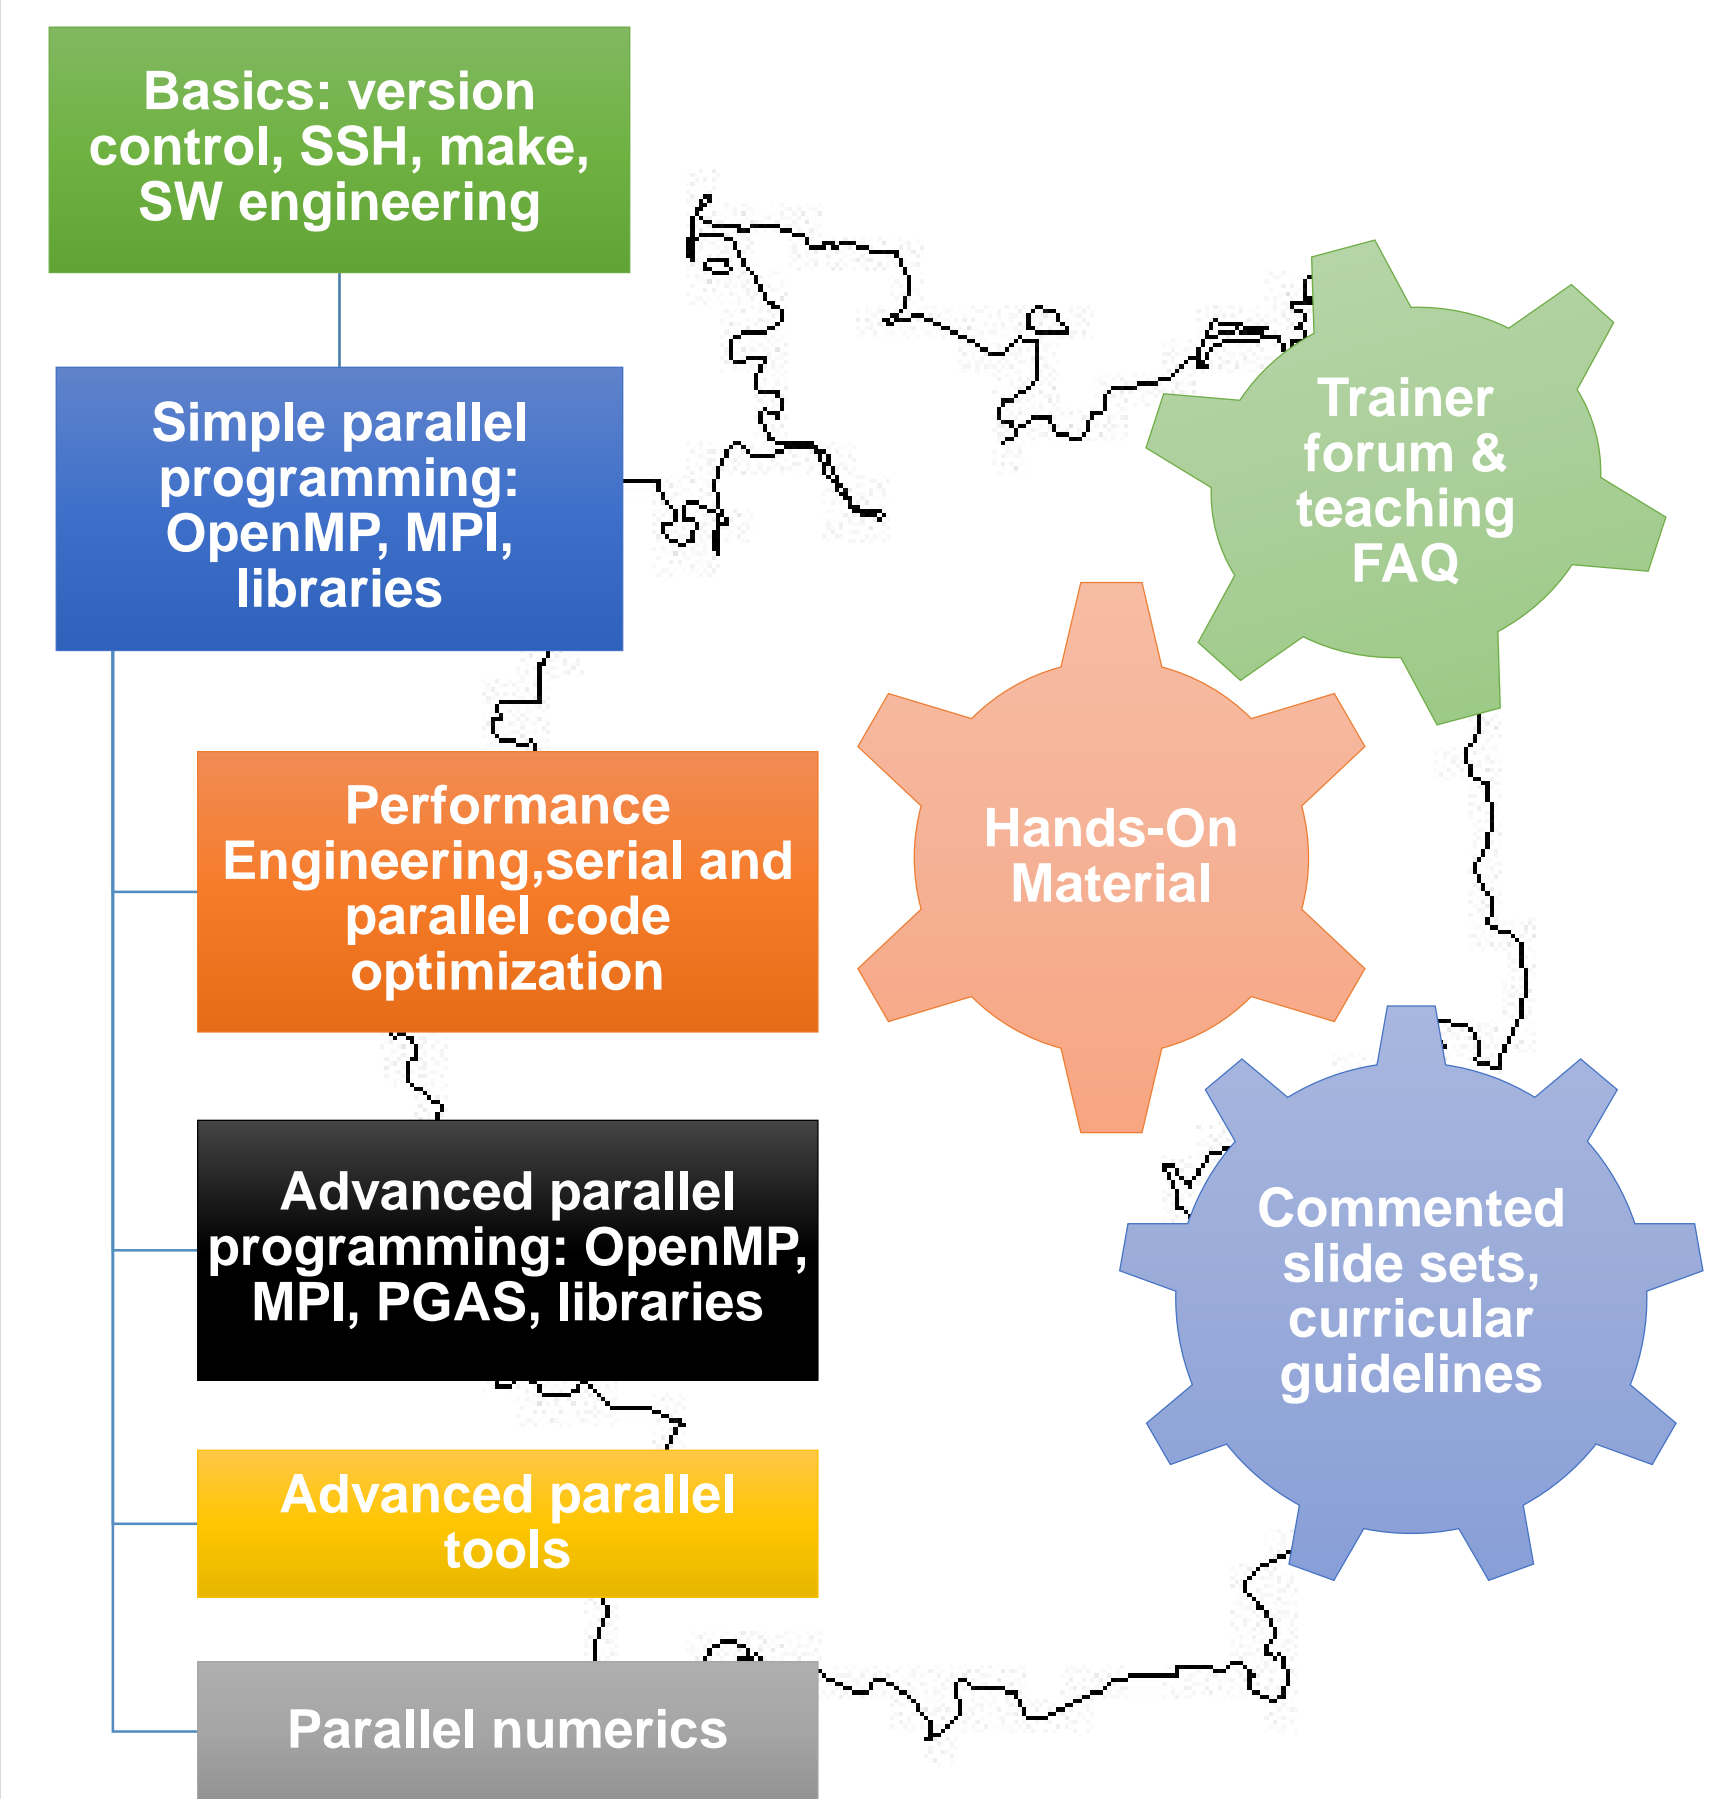 Basics: version
control, SSH, make,
SW engineering
Simple parallel
programming:
OpenMP, MPI,
libraries
Performance
Engineering,serial and
parallel code
optimization
Advanced parallel
programming: OpenMP,
MPI, PGAS, libraries
Advanced parallel
tools
Parallel numerics
Trainer
forum &
teaching
FAQ
Hands-On
Material
Commented
slide sets,
curricular
guidelines